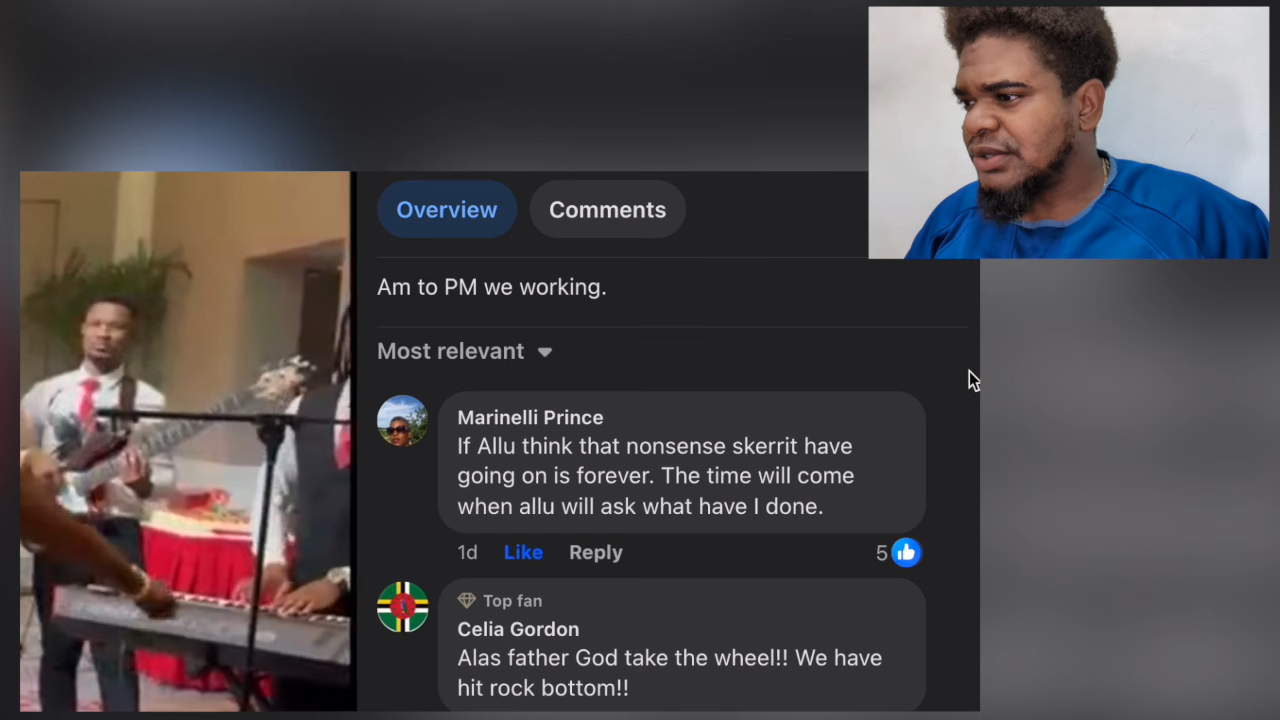 Overview
Comments
Am to PM we working.
Most relevant
Marinelli Prince
If Allu think that nonsense skerrit have
going on is forever. The time will come
when allu will ask what have I done.
1d Like Reply 5
Top fan
Celia Gordon
Alas father God take the wheel!! We have
hit rock bottom!!